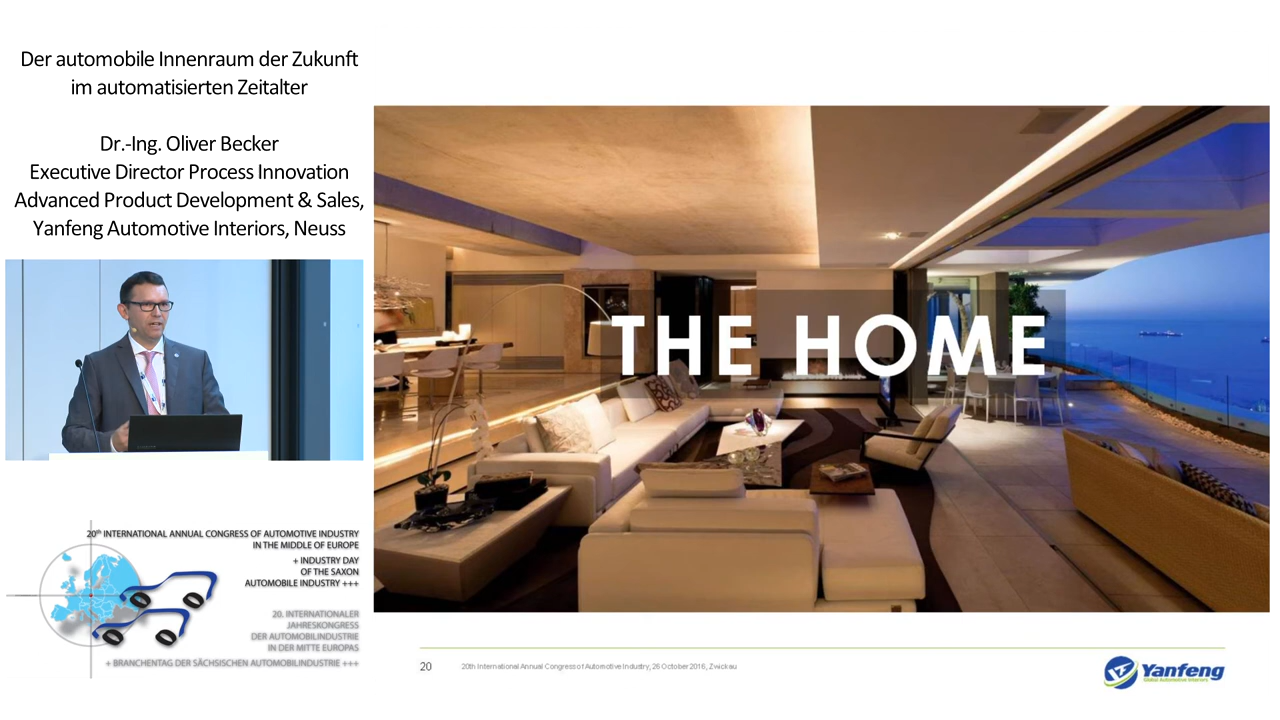 Der automobile Innenraum der Zukunft
im automatisierten Zeitalter
Dr.-Ing. Oliver Becker
Executive Director Process Innovation
Advanced Product Development & Sales,
Yanfeng Automotive Interiors, Neuss
THE HOME
20th INTERNATIONAL ANNUAL CONGRESS OF AUTOMOTIVE INDUSTRY
IN THE MIDDLE OF EUROPE
+ INDUSTRY DAY
OF THE SAXON
AUTOMOBILE INDUSTRY +++
20. INTERNATIONALER
JAHRESKONGRESS
DER AUTOMOBILINDUSTRIE
IN DER MITTE EUROPAS
+ BRANCHENTAG DER SÄCHSISCHEN AUTOMOBILINDUSTRIE +++
20
20th International Annual Congress of Automotive Industry, 26 October 2016, Zwickau
Yanfeng
Global Automotive Interiors